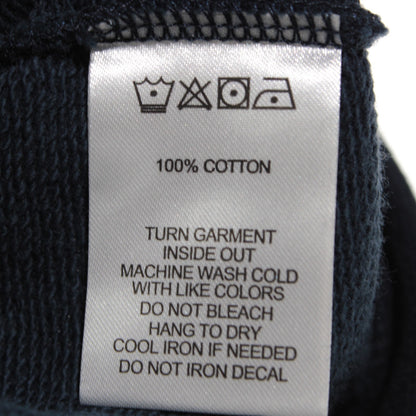 100% COTTON
TURN GARMENT
INSIDE OUT
MACHINE WASH COLD
WITH LIKE COLORS
DO NOT BLEACH
HANG TO DRY
COOL IRON IF NEEDED
DO NOT IRON DECAL